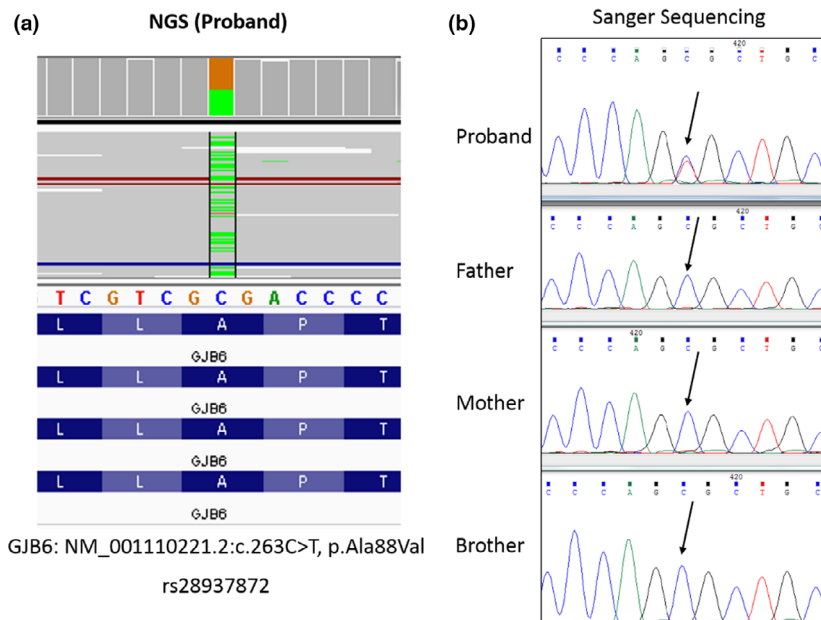 (a)
NGS (Proband)
T C G T C G C G A C C C C
L L A P T
GJB6
L L A P T
GJB6
L L A P T
GJB6
L L A P T
GJB6
GJB6: NM_001110221.2:c.263C>T, p.Ala88Val
rs28937872
(b)
Sanger Sequencing
420
C C C A G C G C T G C
Proband
420
C C C A G C G C T G
Father
420
C C C A G C G C T G
Mother
420
C C C A G C G C T G C
Brother